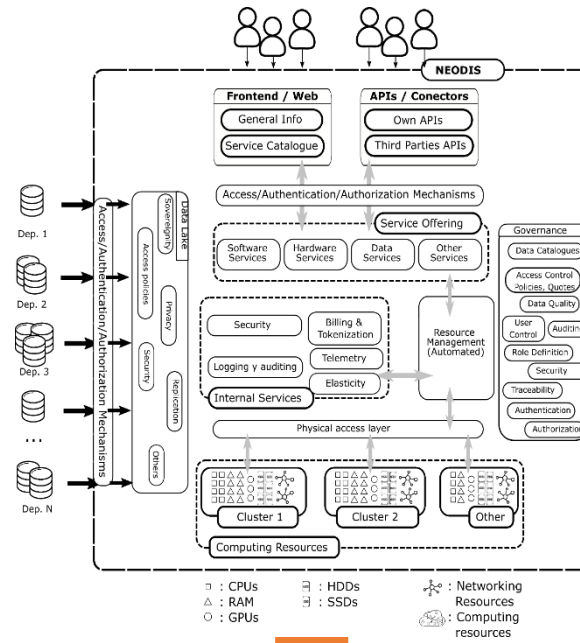 NEODIS
Frontend / Web
General Info
Service Catalogue
APIs / Conectors
Own APIs
Third Parties APIs
Access/Authentication/Authorization Mechanisms
Service Offering
Software
Services
Hardware
Services
Data
Services
Other
Services
Dep. 1
Dep. 2
Dep. 3
...
Dep. N
Access/Authentication/Authorization Mechanisms
Data Lake
Sovereignity
Access policies
Privacy
Security
Replication
Others
Security
Billing &
Tokenization
Logging y auditing
Telemetry
Elasticity
Internal Services
Resource
Management
(Automated)
Governance
Data Catalogues
Access Control
Policies, Quotes
Data Quality
User
Control
Auditing
Role Definition
Security
Traceability
Authentication
Authorization
Physical access layer
Cluster 1
Cluster 2
Other
Computing Resources
: CPUs
: RAM
: GPUs
: HDDs
: SSDs
: Networking
Resources
: Computing
resources